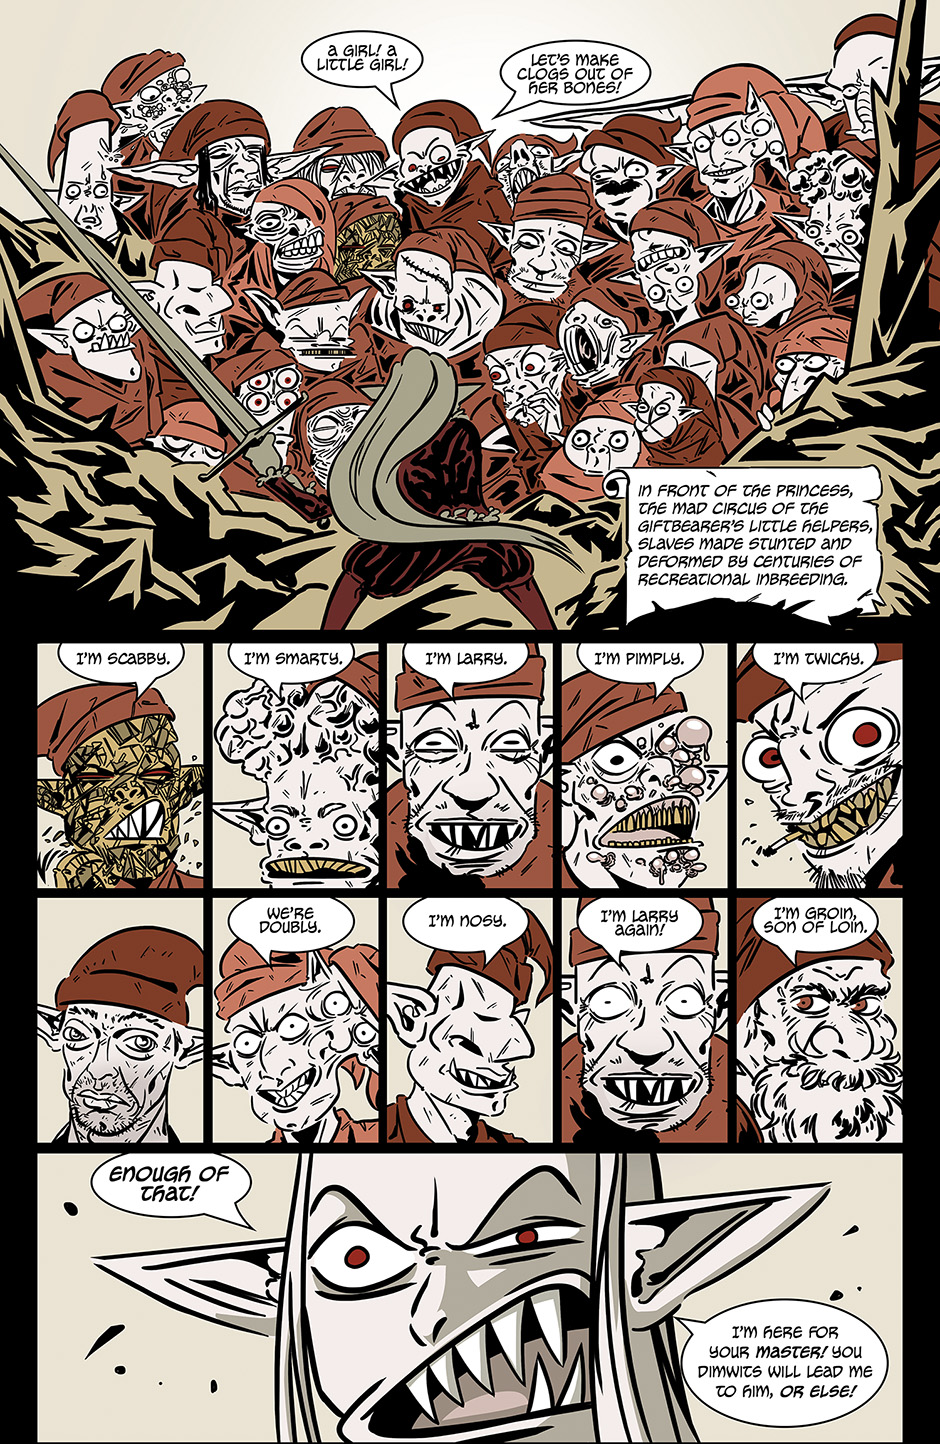 A GIRL! A
LITTLE GIRL!
LET'S MAKE
CLOGS OUT OF
HER BONES!
IN FRONT OF THE PRINCESS,
THE MAD CIRCUS OF THE
GIFTBEARER'S LITTLE HELPERS,
SLAVES MADE STUNTED AND
DEFORMED BY CENTURIES OF
RECREATIONAL INBREEDING.
I'M SCABBY.
I'M SMARTY.
I'M LARRY.
I'M PIMPLY.
I'M TWICHY.
WE'RE
DOUBLY.
I'M NOSY.
I'M LARRY
AGAIN!
I'M GROIN,
SON OF LOIN.
ENOUGH OF
THAT!
I'M HERE FOR
YOUR MASTER! YOU
DIMWITS WILL LEAD ME
TO HIM, OR ELSE!